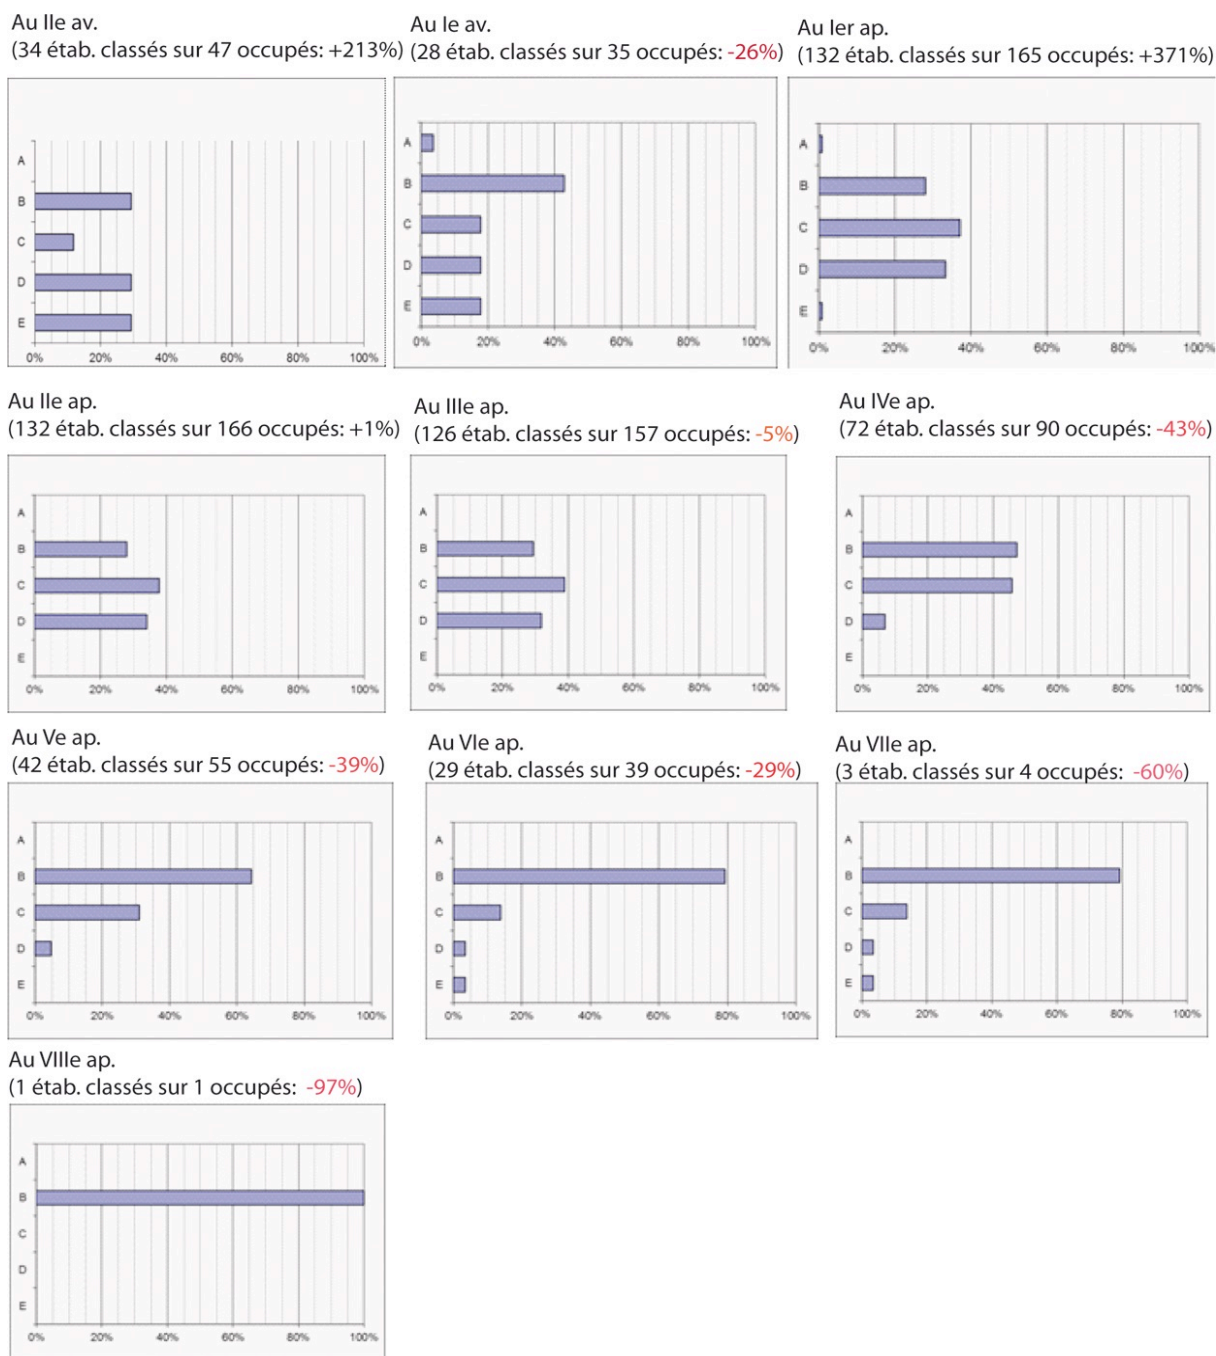 Au IIe av.
(34 étab. classés sur 47 occupés: +213%)
A
B
C
D
E
0% 20% 40% 60% 80% 100%
Au Ie av.
(28 étab. classés sur 35 occupés: -26%)
A
B
C
D
E
0% 20% 40% 60% 80% 100%
Au Ier ap.
(132 étab. classés sur 165 occupés: +371%)
A
B
C
D
E
0% 20% 40% 60% 80% 100%
Au IIe ap.
(132 étab. classés sur 166 occupés: +1%)
A
B
C
D
E
0% 20% 40% 60% 80% 100%
Au IIIe ap.
(126 étab. classés sur 157 occupés: -5%)
A
B
C
D
E
0% 20% 40% 60% 80% 100%
Au IVe ap.
(72 étab. classés sur 90 occupés: -43%)
A
B
C
D
E
0% 20% 40% 60% 80% 100%
Au Ve ap.
(42 étab. classés sur 55 occupés: -39%)
A
B
C
D
E
0% 20% 40% 60% 80% 100%
Au VIe ap.
(29 étab. classés sur 39 occupés: -29%)
A
B
C
D
E
0% 20% 40% 60% 80% 100%
Au VIIe ap.
(3 étab. classés sur 4 occupés: -60%)
A
B
C
D
E
0% 20% 40% 60% 80% 100%
Au VIIIe ap.
(1 étab. classés sur 1 occupés: -97%)
A
B
C
D
E
0% 20% 40% 60% 80% 100%